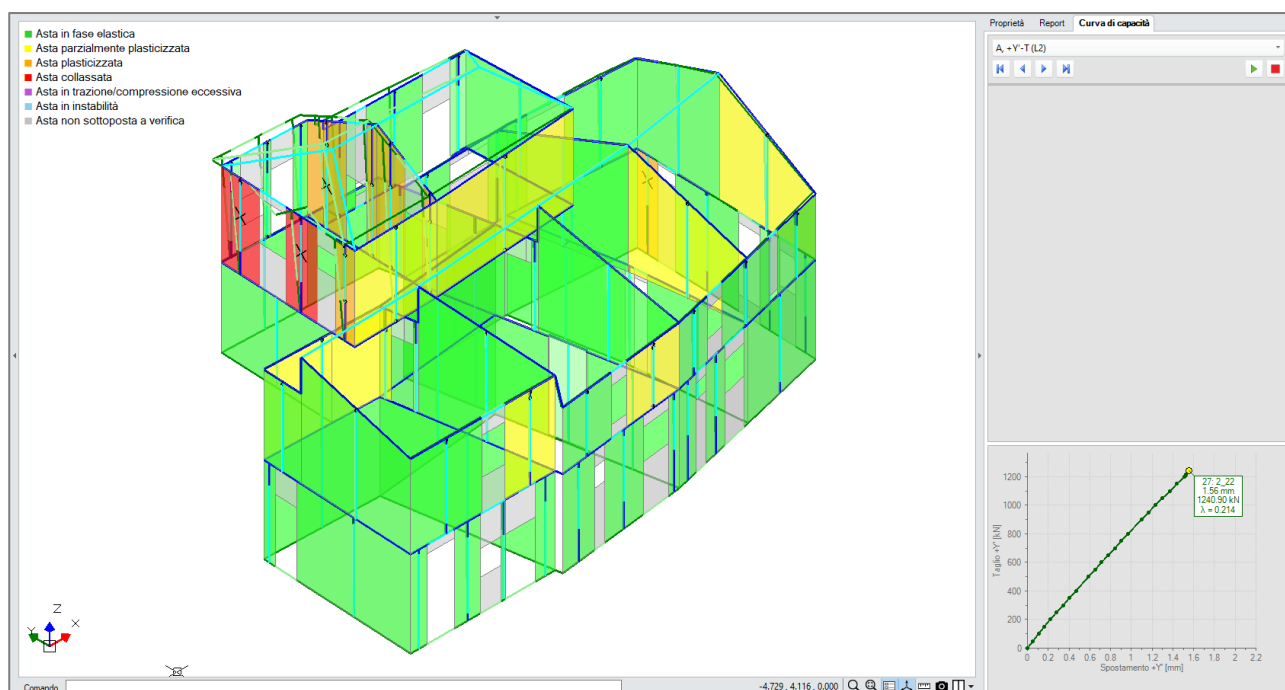 Asta in fase elastica
Asta parzialmente plasticizzata
Asta plasticizzata
Asta collassata
Asta in trazione/compressione eccessiva
Asta in instabilità
Asta non sottoposta a verifica
Z
Y
X
Comando
-4.729 , 4.116 , 0.000
Proprietà Report Curva di capacità
A, +Y'-T (L2)
Taglio +Y' [kN]
1200
1000
800
600
400
200
0
27: 2_22
1.56 mm
1240.90 kN
λ = 0.214
0 0.2 0.4 0.6 0.8 1 1.2 1.4 1.6 1.8 2 2.2
Spostamento +Y' [mm]